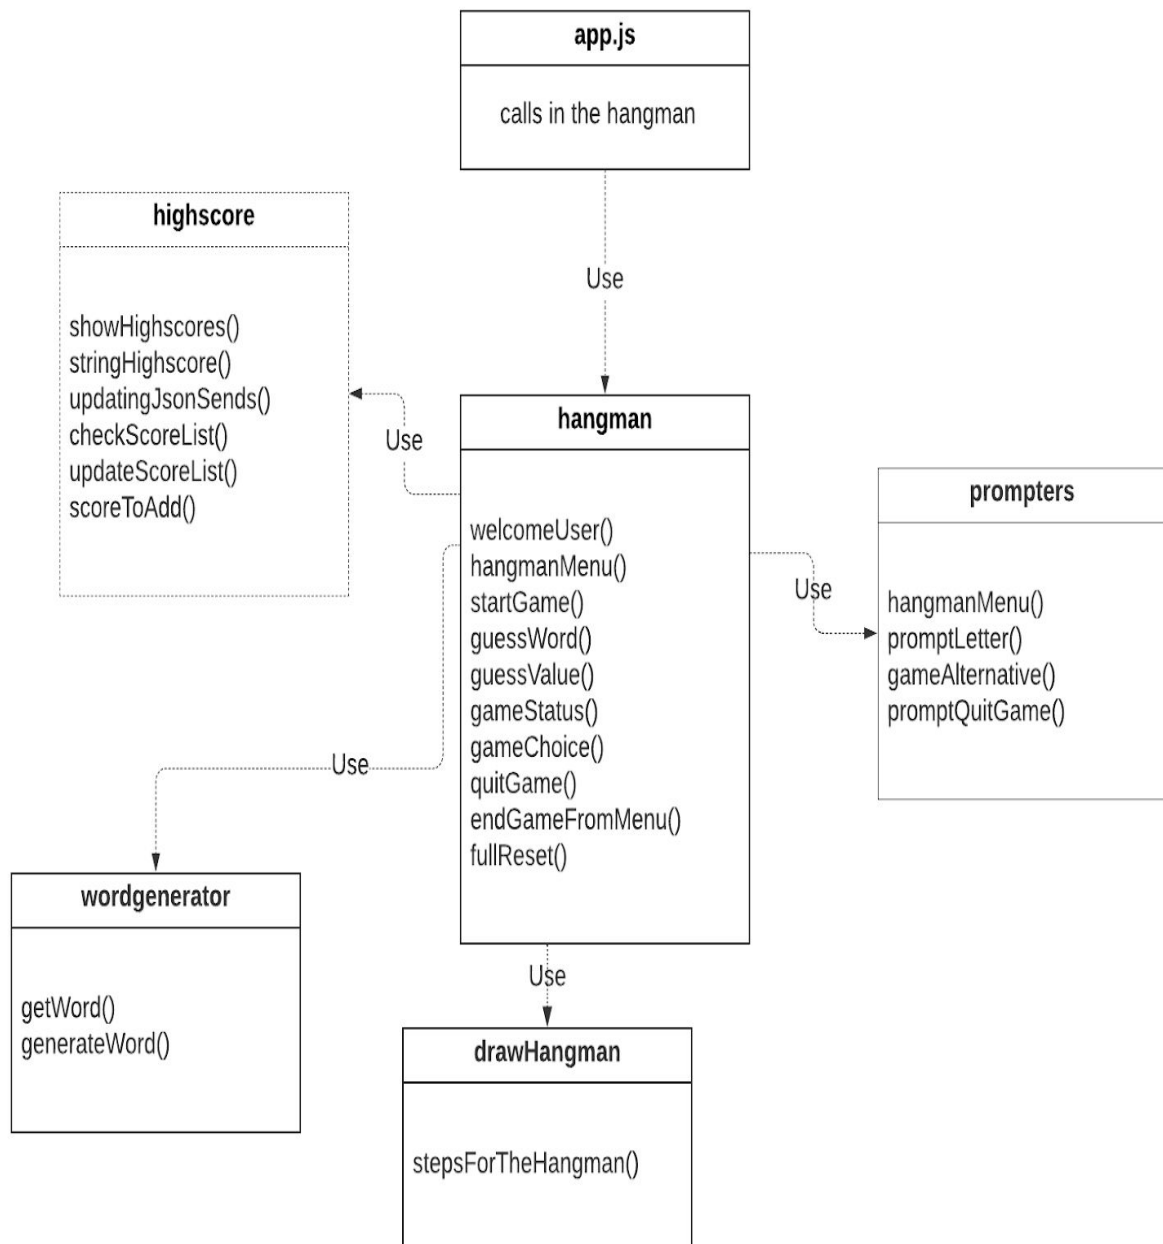 app.js
calls in the hangman
Use
highscore
showHighscores()
stringHighscore()
updatingJsonSends()
checkScoreList()
updateScoreList()
scoreToAdd()
Use
hangman
welcomeUser()
hangmanMenu()
startGame()
guessWord()
guessValue()
gameStatus()
gameChoice()
quitGame()
endGameFromMenu()
fullReset()
Use
prompters
hangmanMenu()
promptLetter()
gameAlternative()
promptQuitGame()
Use
wordgenerator
getWord()
generateWord()
Use
drawHangman
stepsForTheHangman()